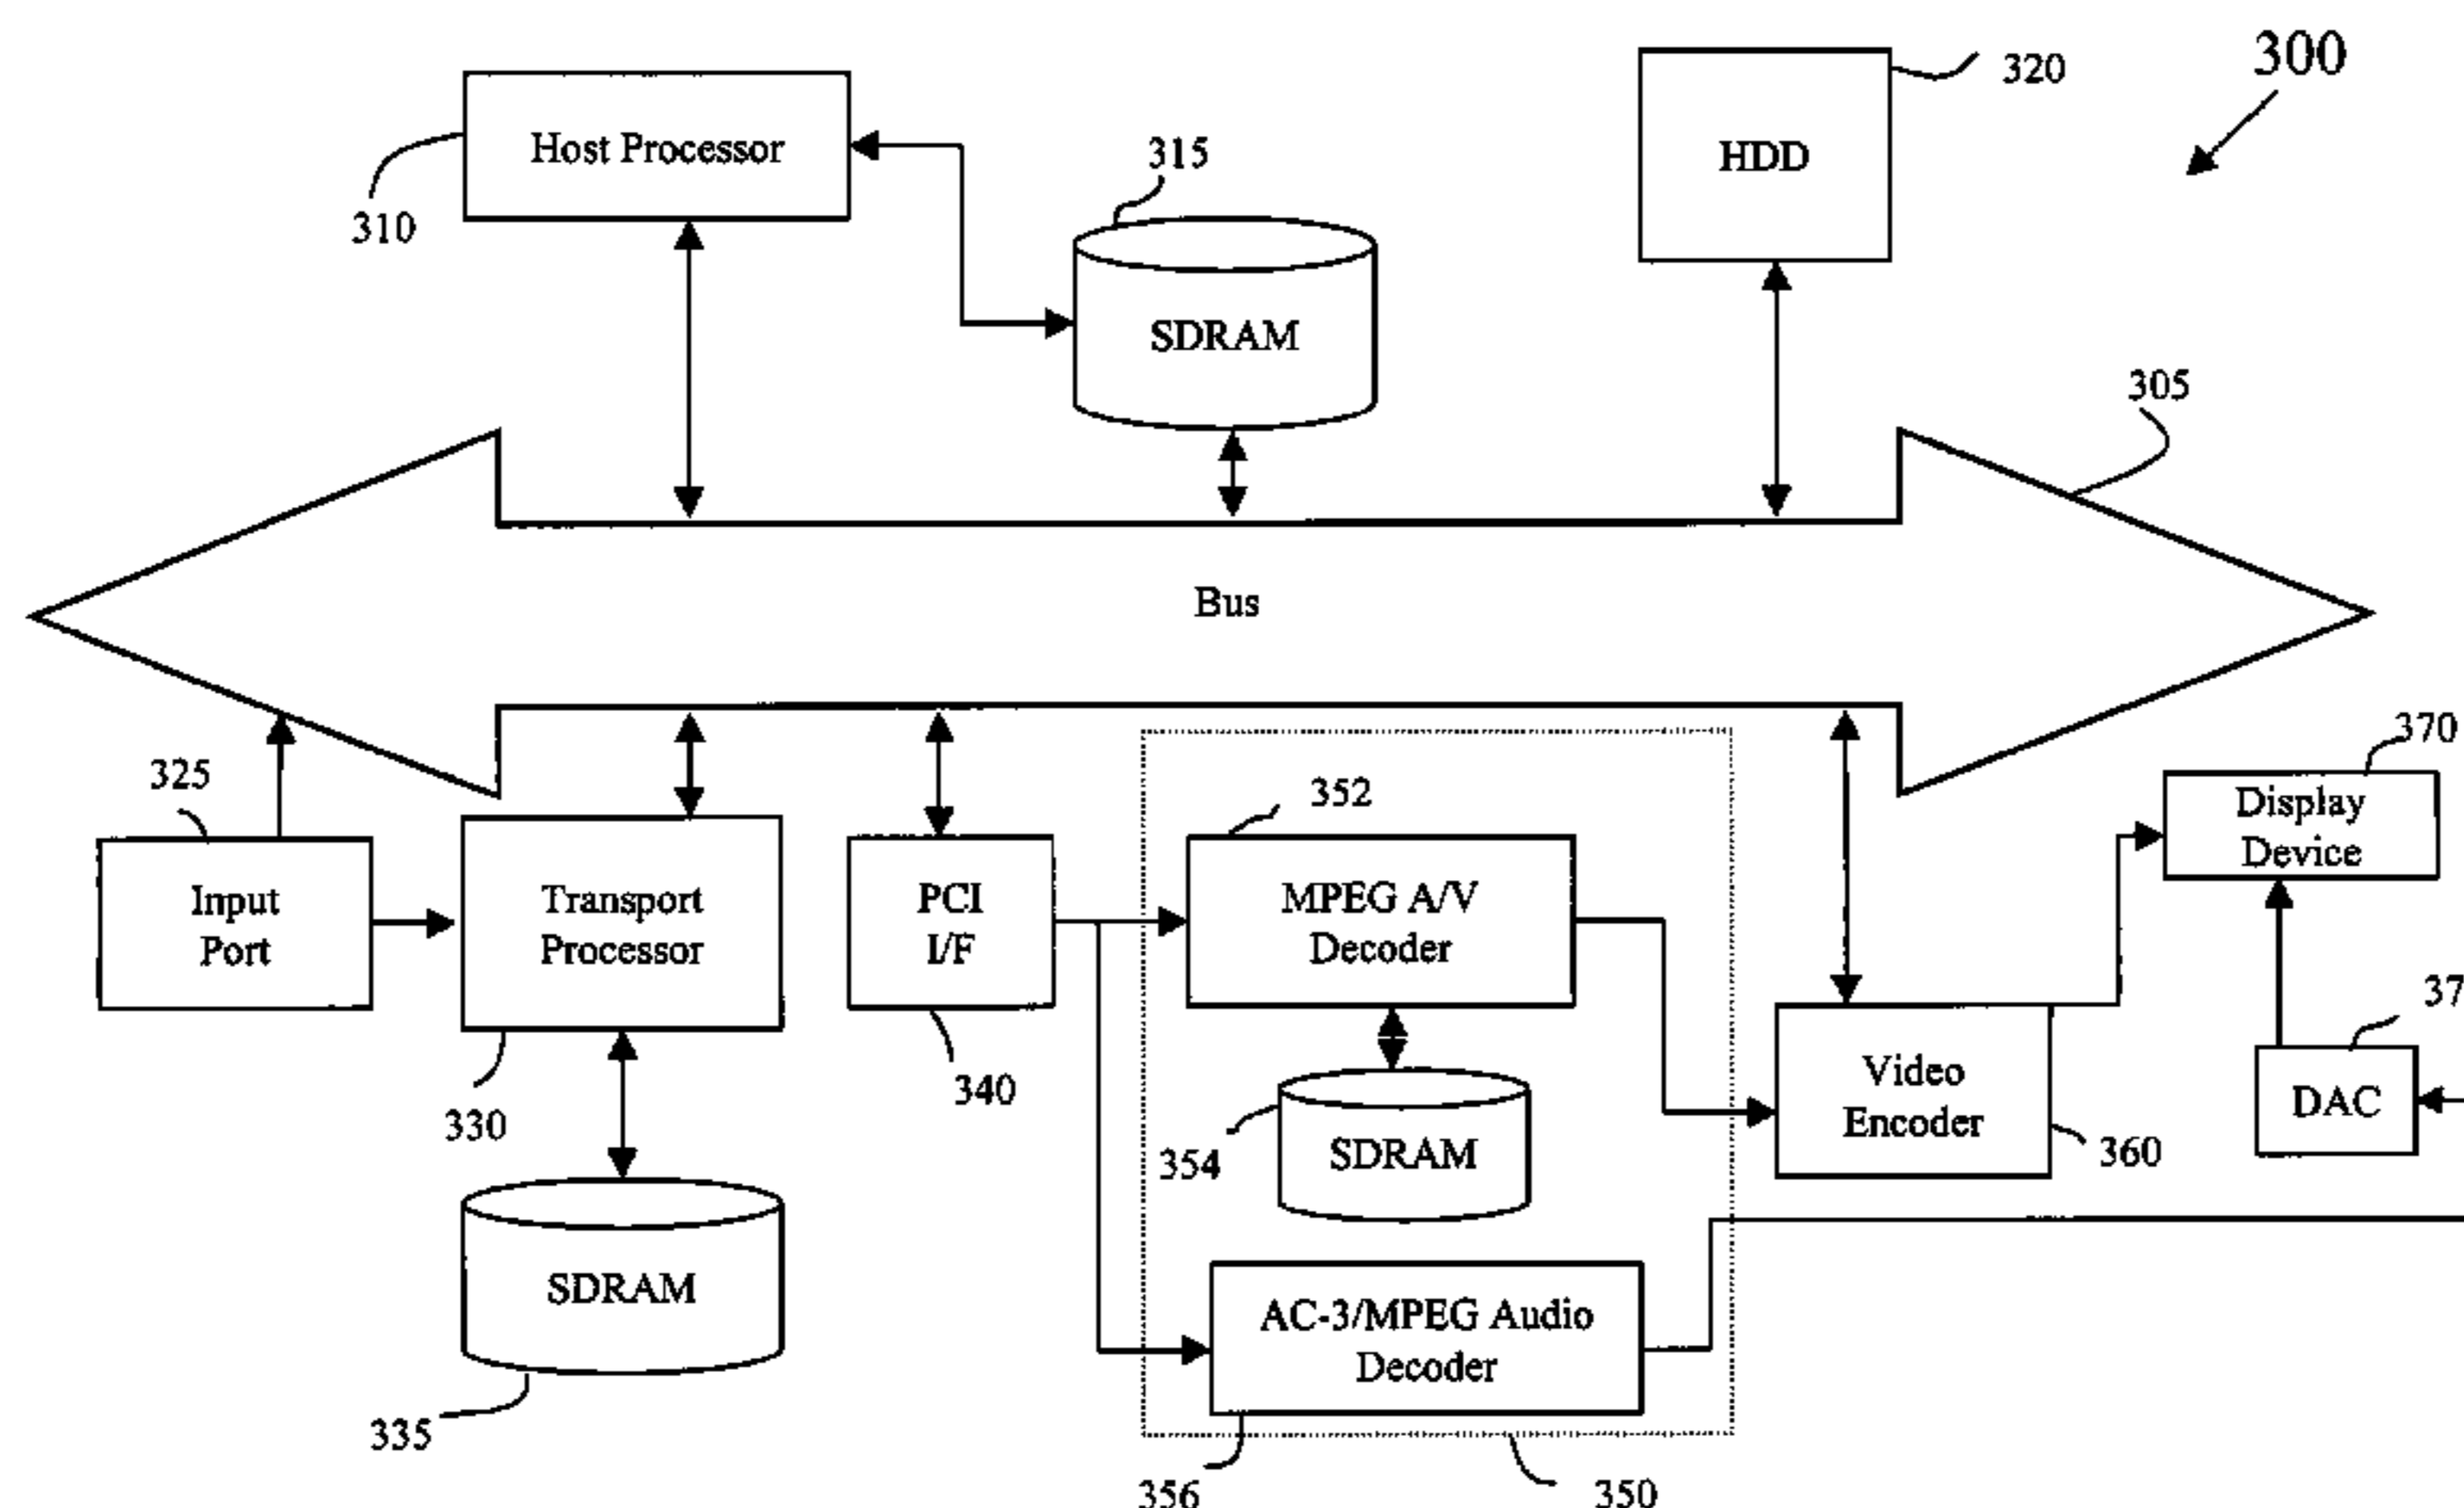 300
320
Host Processor
HDD
315
310
SDRAM
305
Bus
370
325
352
Display
Device
Input
Port
Transport
Processor
PCI
I/F
MPEG A/V
Decoder
37
340
Video
Encoder
DAC
330
354
SDRAM
360
SDRAM
AC-3/MPEG Audio
Decoder
335
356
350